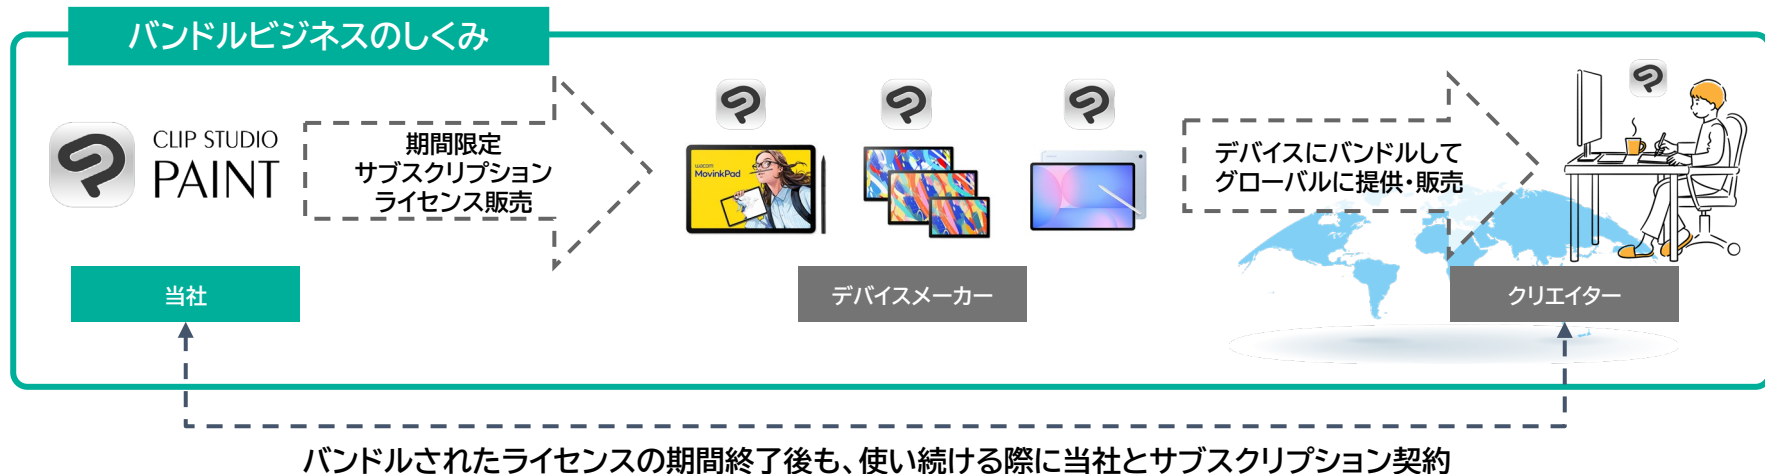 バンドルビジネスのしくみ
CLIP STUDIO
PAINT
期間限定
サブスクリプション
ライセンス販売
wacom
MovinkPad
デバイスにバンドルして
グローバルに提供・販売
当社
デバイスメーカー
クリエイター
バンドルされたライセンスの期間終了後も、使い続ける際に当社とサブスクリプション契約